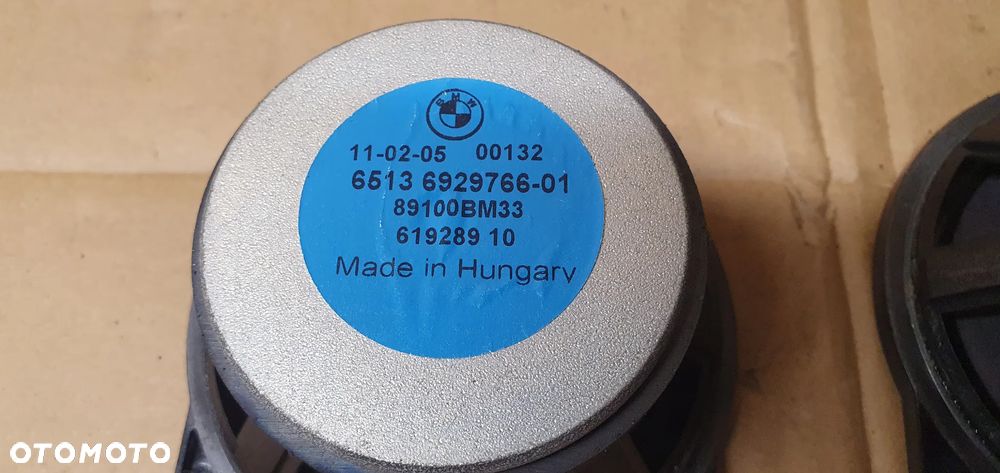 BMW
11-02-05 00132
6513 6929766-01
89100BM33
619289 10
Made in Hungary
OTOMOTO